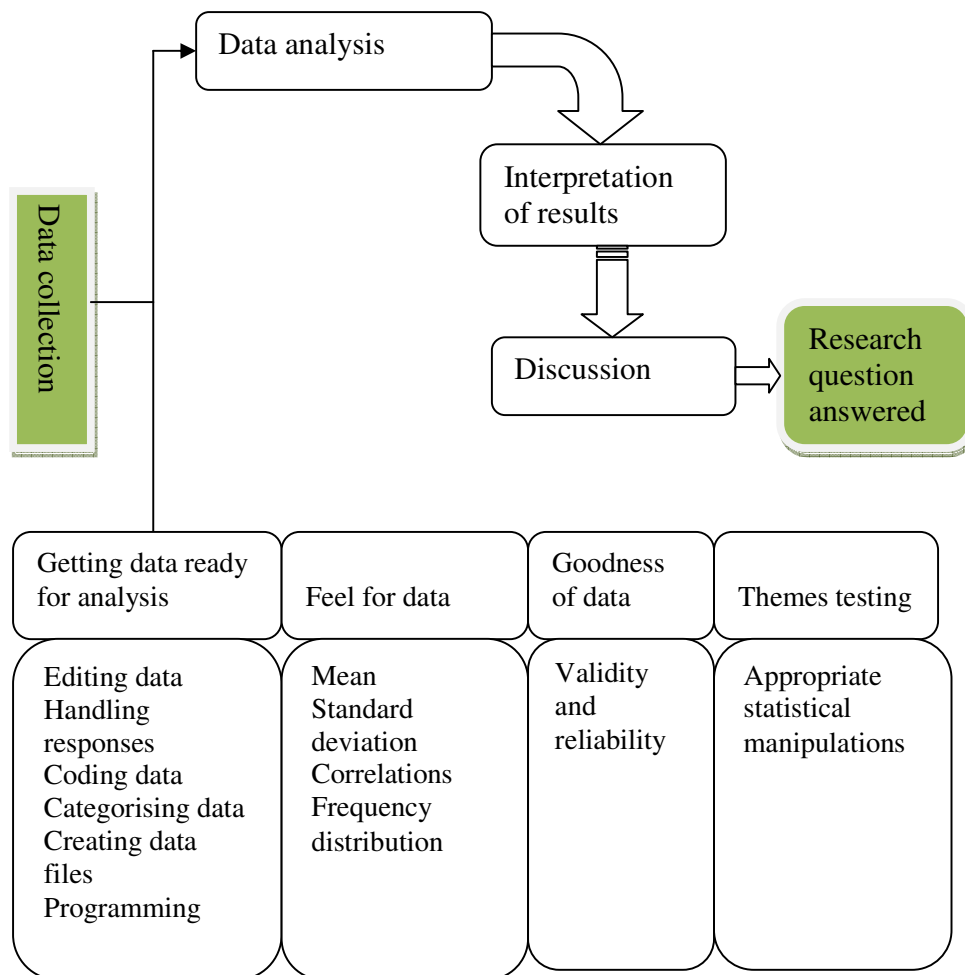 Data analysis
Interpretation
of results
Data collection
Discussion
Research
question
answered
Getting data ready
for analysis
Feel for data
Goodness
of data
Themes testing
Editing data
Handling
responses
Coding data
Categorising data
Creating data
files
Programming
Mean
Standard
deviation
Correlations
Frequency
distribution
Validity
and
reliability
Appropriate
statistical
manipulations